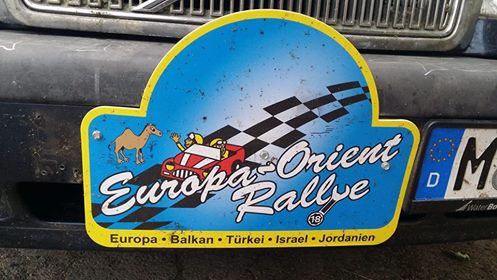 Europa-Orient
Rallye
18
Europa • Balkan • Türkei • Israel • Jordanien
D
M